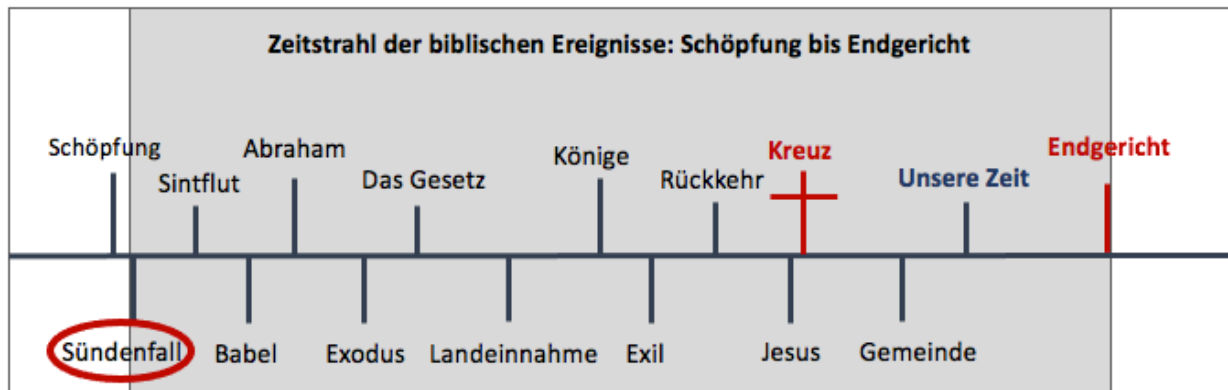 Zeitstrahl der biblischen Ereignisse: Schöpfung bis Endgericht
Schöpfung
Sintflut
Abraham
Das Gesetz
Könige
Rückkehr
Kreuz
Unsere Zeit
Endgericht
Sündenfall
Babel
Exodus
Landeinnahme
Exil
Jesus
Gemeinde